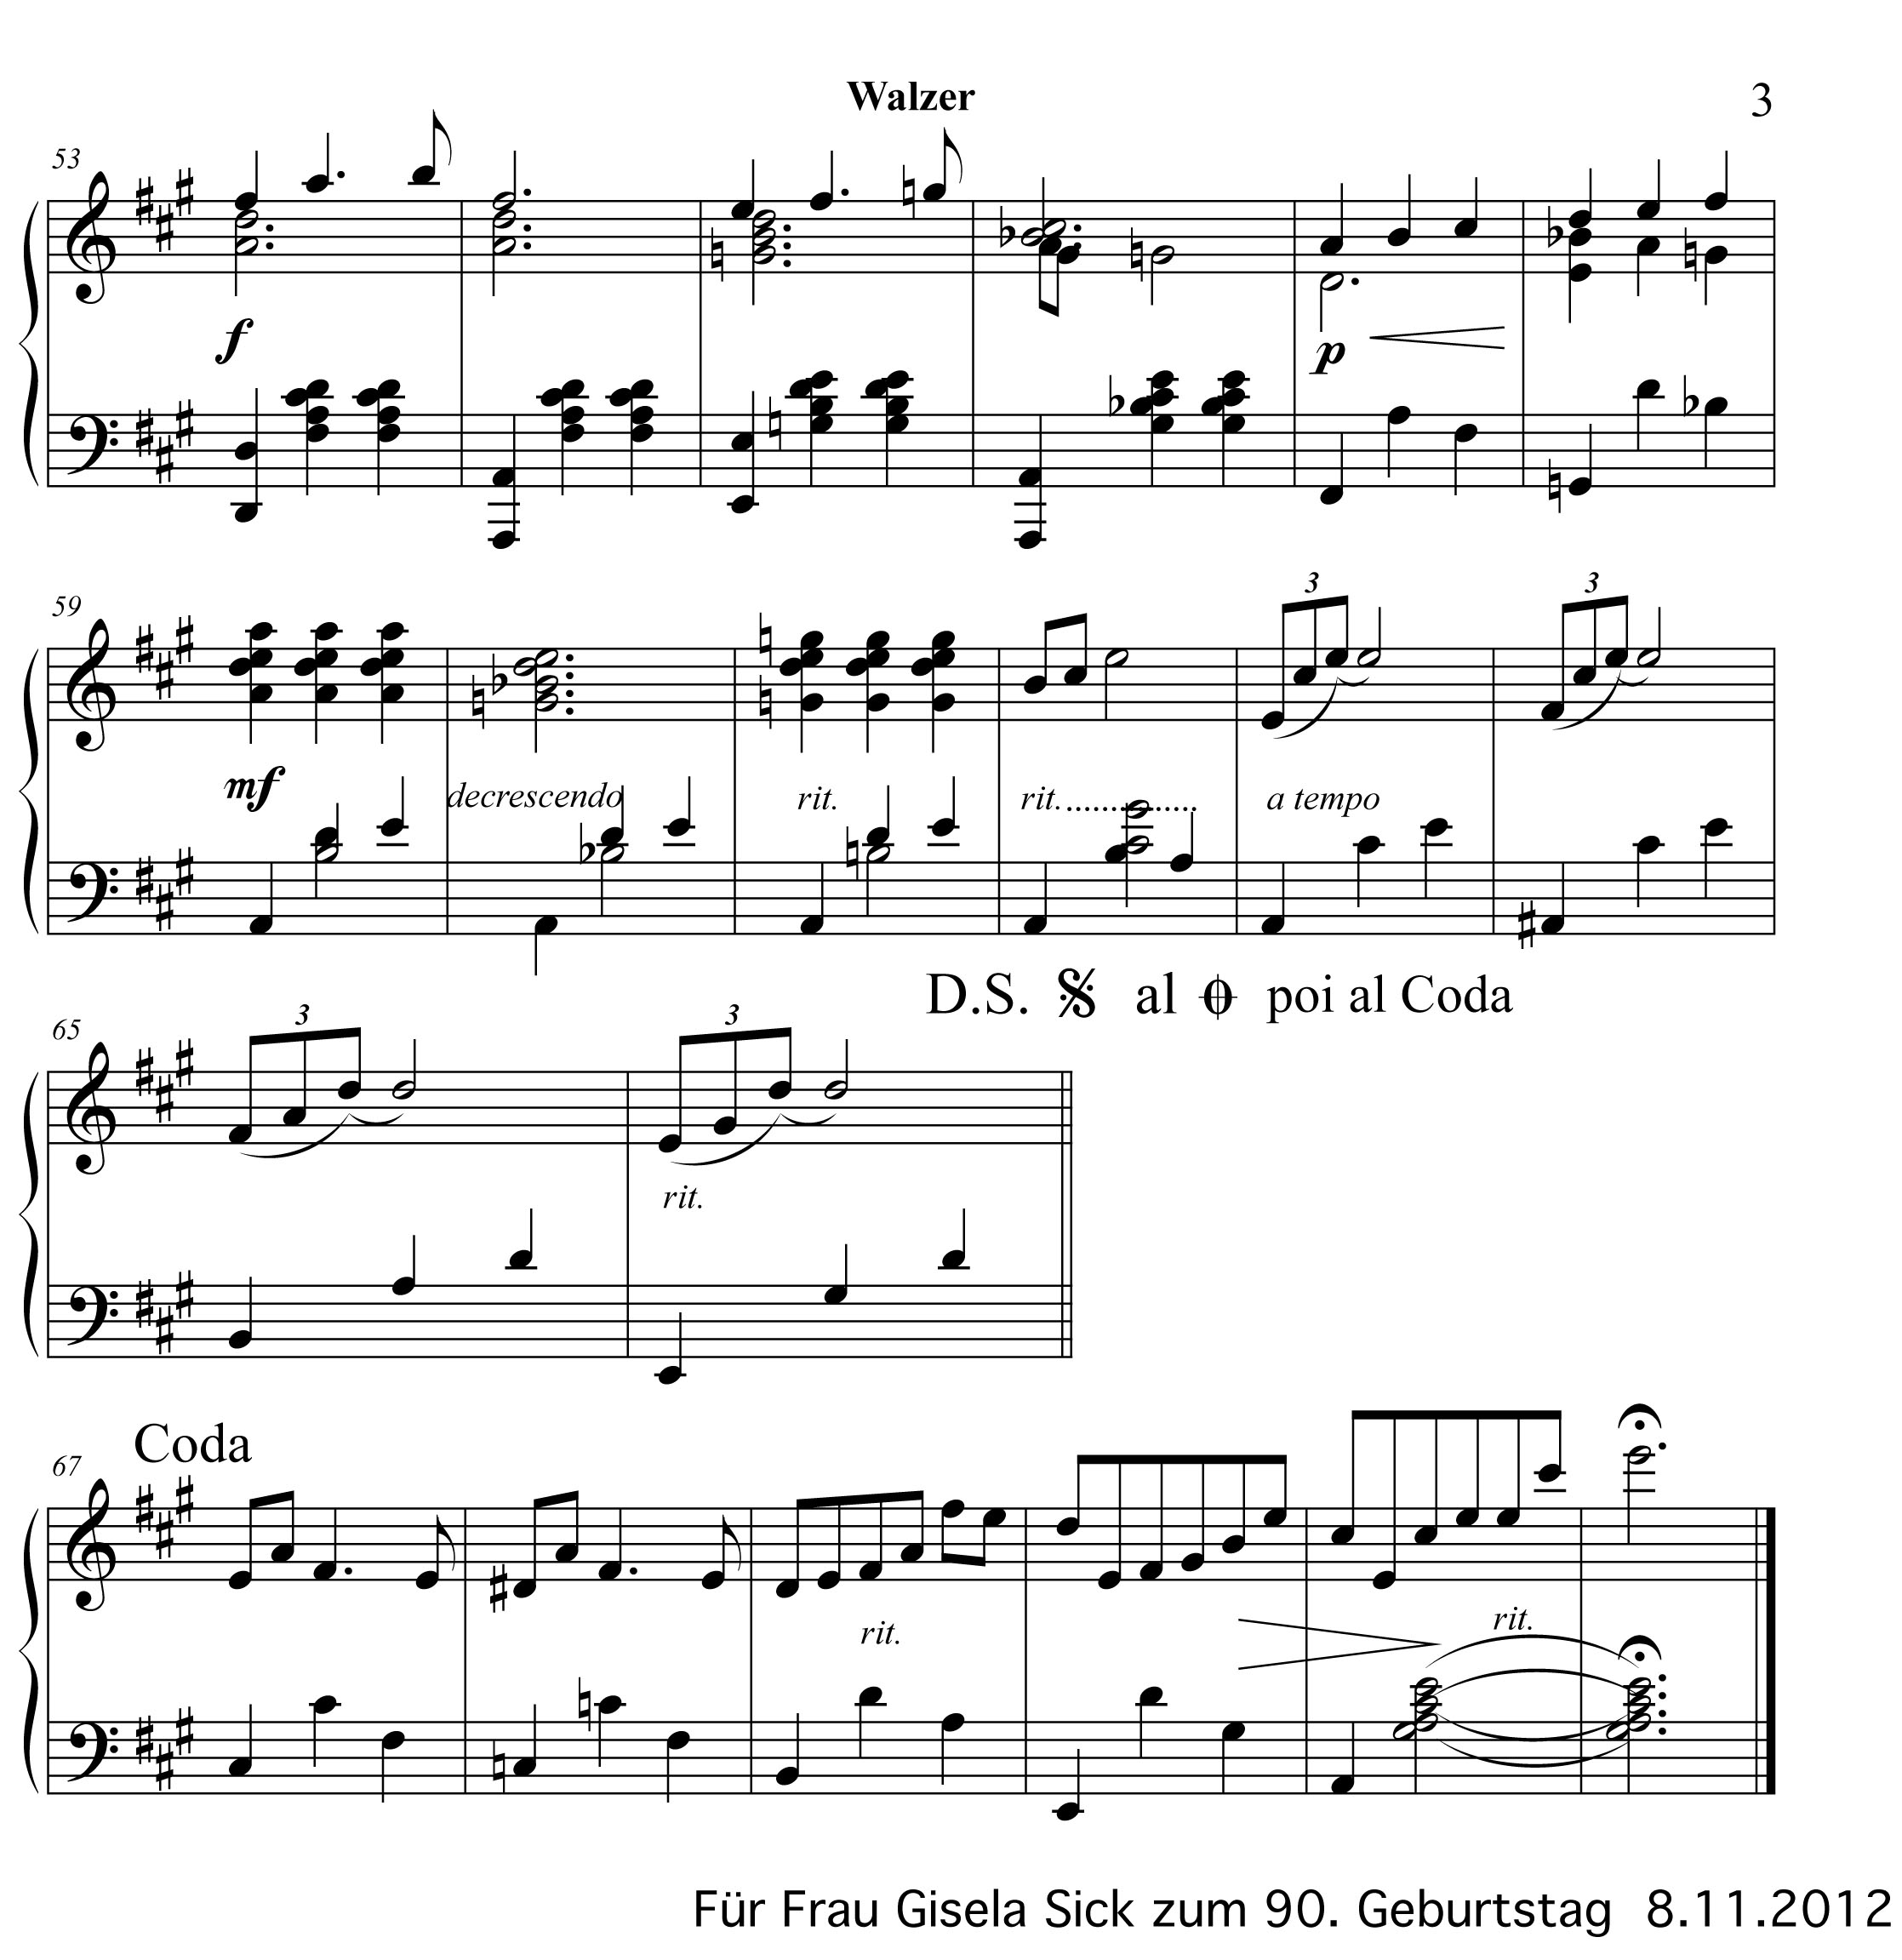 Walzer
3
53
f
p
59
3
3
mf
decrescendo
rit.
rit..............
a tempo
D.S. 𝄋 al 𝄌 poi al Coda
65
3
3
rit.
Coda
67
rit.
rit.
Für Frau Gisela Sick zum 90. Geburtstag 8.11.2012